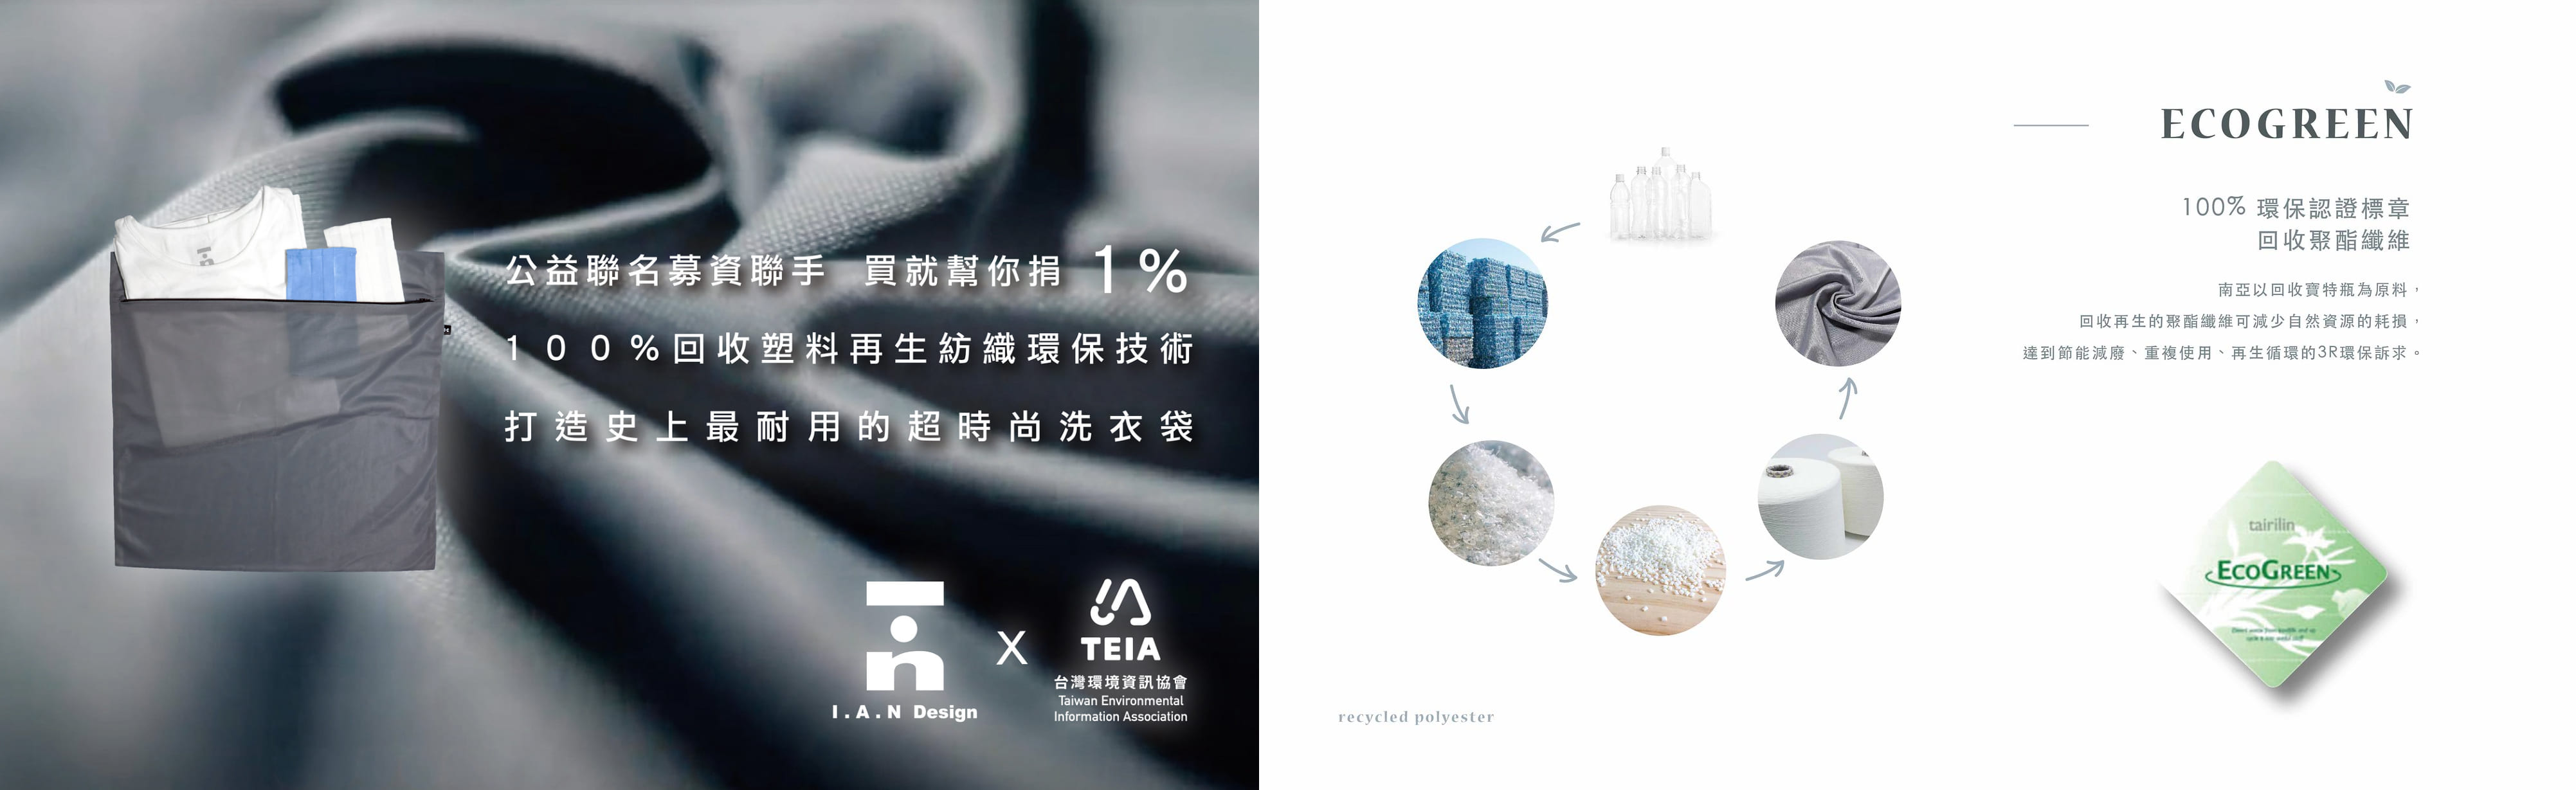 公益聯名募資聯手 買就幫你捐 1%
100%回收塑料再生紡織環保技術
打造史上最耐用的超時尚洗衣袋
I.A.N Design
X
TEIA
台灣環境資訊協會
Taiwan Environmental
Information Association
ECOGREEN
100% 環保認證標章
回收聚酯纖維
南亞以回收寶特瓶為原料，
回收再生的聚酯纖維可減少自然資源的耗損，
達到節能減廢、重複使用、再生循環的3R環保訴求。
tairilin
ECOGREEN
recycled polyester